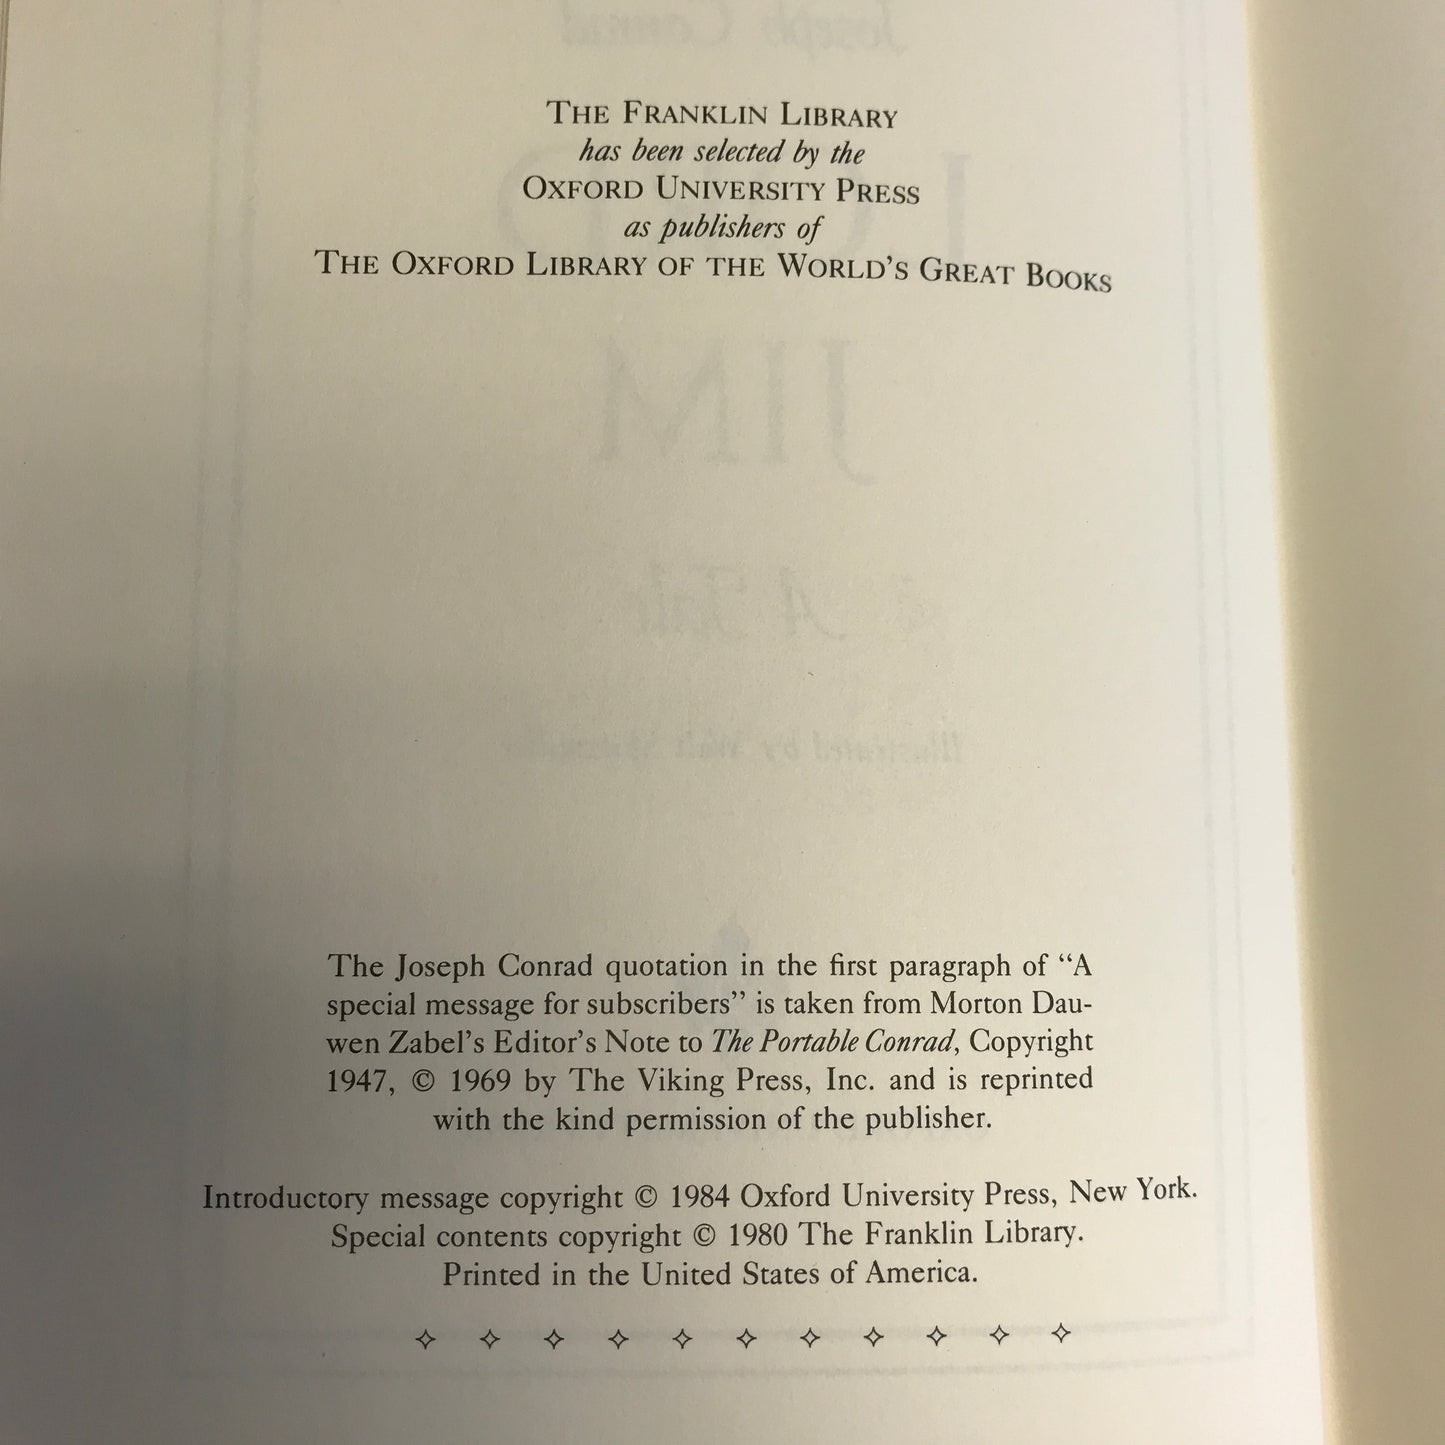 THE FRANKLIN LIBRARY
has been selected by the
OXFORD UNIVERSITY PRESS
as publishers of
THE OXFORD LIBRARY OF THE WORLD'S GREAT BOOKS
JIM
A Tale
The Joseph Conrad quotation in the first paragraph of “A
special message for subscribers” is taken from Morton Dau-
wen Zabel's Editor's Note to The Portable Conrad, Copyright
1947, © 1969 by The Viking Press, Inc. and is reprinted
with the kind permission of the publisher.
Introductory message copyright © 1984 Oxford University Press, New York.
Special contents copyright © 1980 The Franklin Library.
Printed in the United States of America.